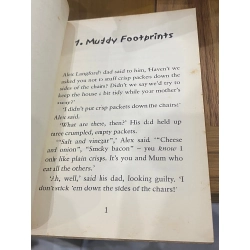 1. Muddy Footprints
Alex Langford's dad said to him, 'Haven't we
asked you not to stuff crisp packets down the
sides of the chairs? Didn't we say we'd try to
keep the house a bit tidy while your mother's
away?'
'I didn't put crisp packets down the chairs!'
Alex said.
'What are these, then?' His dad held up
three crumpled, empty packets.
'"Salt and vinegar",' Alex said. '"Cheese
and onion", "Smoky bacon" – you know I
only like plain crisps. It's you and Mum who
eat all the others.'
'Ah, well,' said his dad, looking guilty. 'I
don't stick 'em down the sides of the chairs!'
1